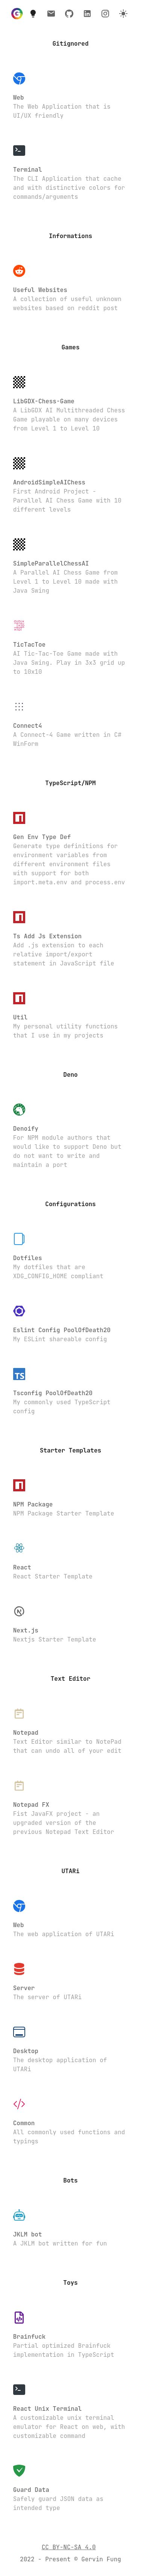 Gitignored
Web
The Web Application that is
UI/UX friendly
Terminal
The CLI Application that cache
and with distinctive colors for
commands/arguments
Informations
Useful Websites
A collection of useful unknown
websites based on reddit post
Games
LibGDX-Chess-Game
A LibGDX AI Multithreaded Chess
Game playable on many devices
from Level 1 to Level 10
AndroidSimpleAIChess
First Android Project -
Parallel AI Chess Game with 10
different levels
SimpleParallelChessAI
A Parallel AI Chess Game from
Level 1 to Level 10 made with
Java Swing
TicTacToe
AI Tic-Tac-Toe Game made with
Java Swing. Play in 3x3 grid up
to 10x10
Connect4
A Connect-4 Game written in C#
WinForm
TypeScript/NPM
Gen Env Type Def
Generate type definitions for
environment variables from
different environment files
with support for both
import.meta.env and process.env
Ts Add Js Extension
Add .js extension to each
relative import/export
statement in JavaScript file
Util
My personal utility functions
that I use in my projects
Deno
Denoify
For NPM module authors that
would like to support Deno but
do not want to write and
maintain a port
Configurations
Dotfiles
My dotfiles that are
XDG_CONFIG_HOME compliant
Eslint Config PoolOfDeath20
My ESLint shareable config
Tsconfig PoolOfDeath20
My commonly used TypeScript
config
Starter Templates
NPM Package
NPM Package Starter Template
React
React Starter Template
Next.js
Nextjs Starter Template
Text Editor
Notepad
Text Editor similar to NotePad
that can undo all of your edit
Notepad FX
Fist JavaFX project - an
upgraded version of the
previous Notepad Text Editor
UTARi
Web
The web application of UTARi
Server
The server of UTARi
Desktop
The desktop application of
UTARi
Common
All commonly used functions and
typings
Bots
JKLM bot
A JKLM bot written for fun
Toys
Brainfuck
Partial optimized Brainfuck
implementation in TypeScript
React Unix Terminal
A customizable unix terminal
emulator for React on web, with
customizable command
Guard Data
Safely guard JSON data as
intended type
CC BY-NC-SA 4.0
2022 - Present © Gervin Fung